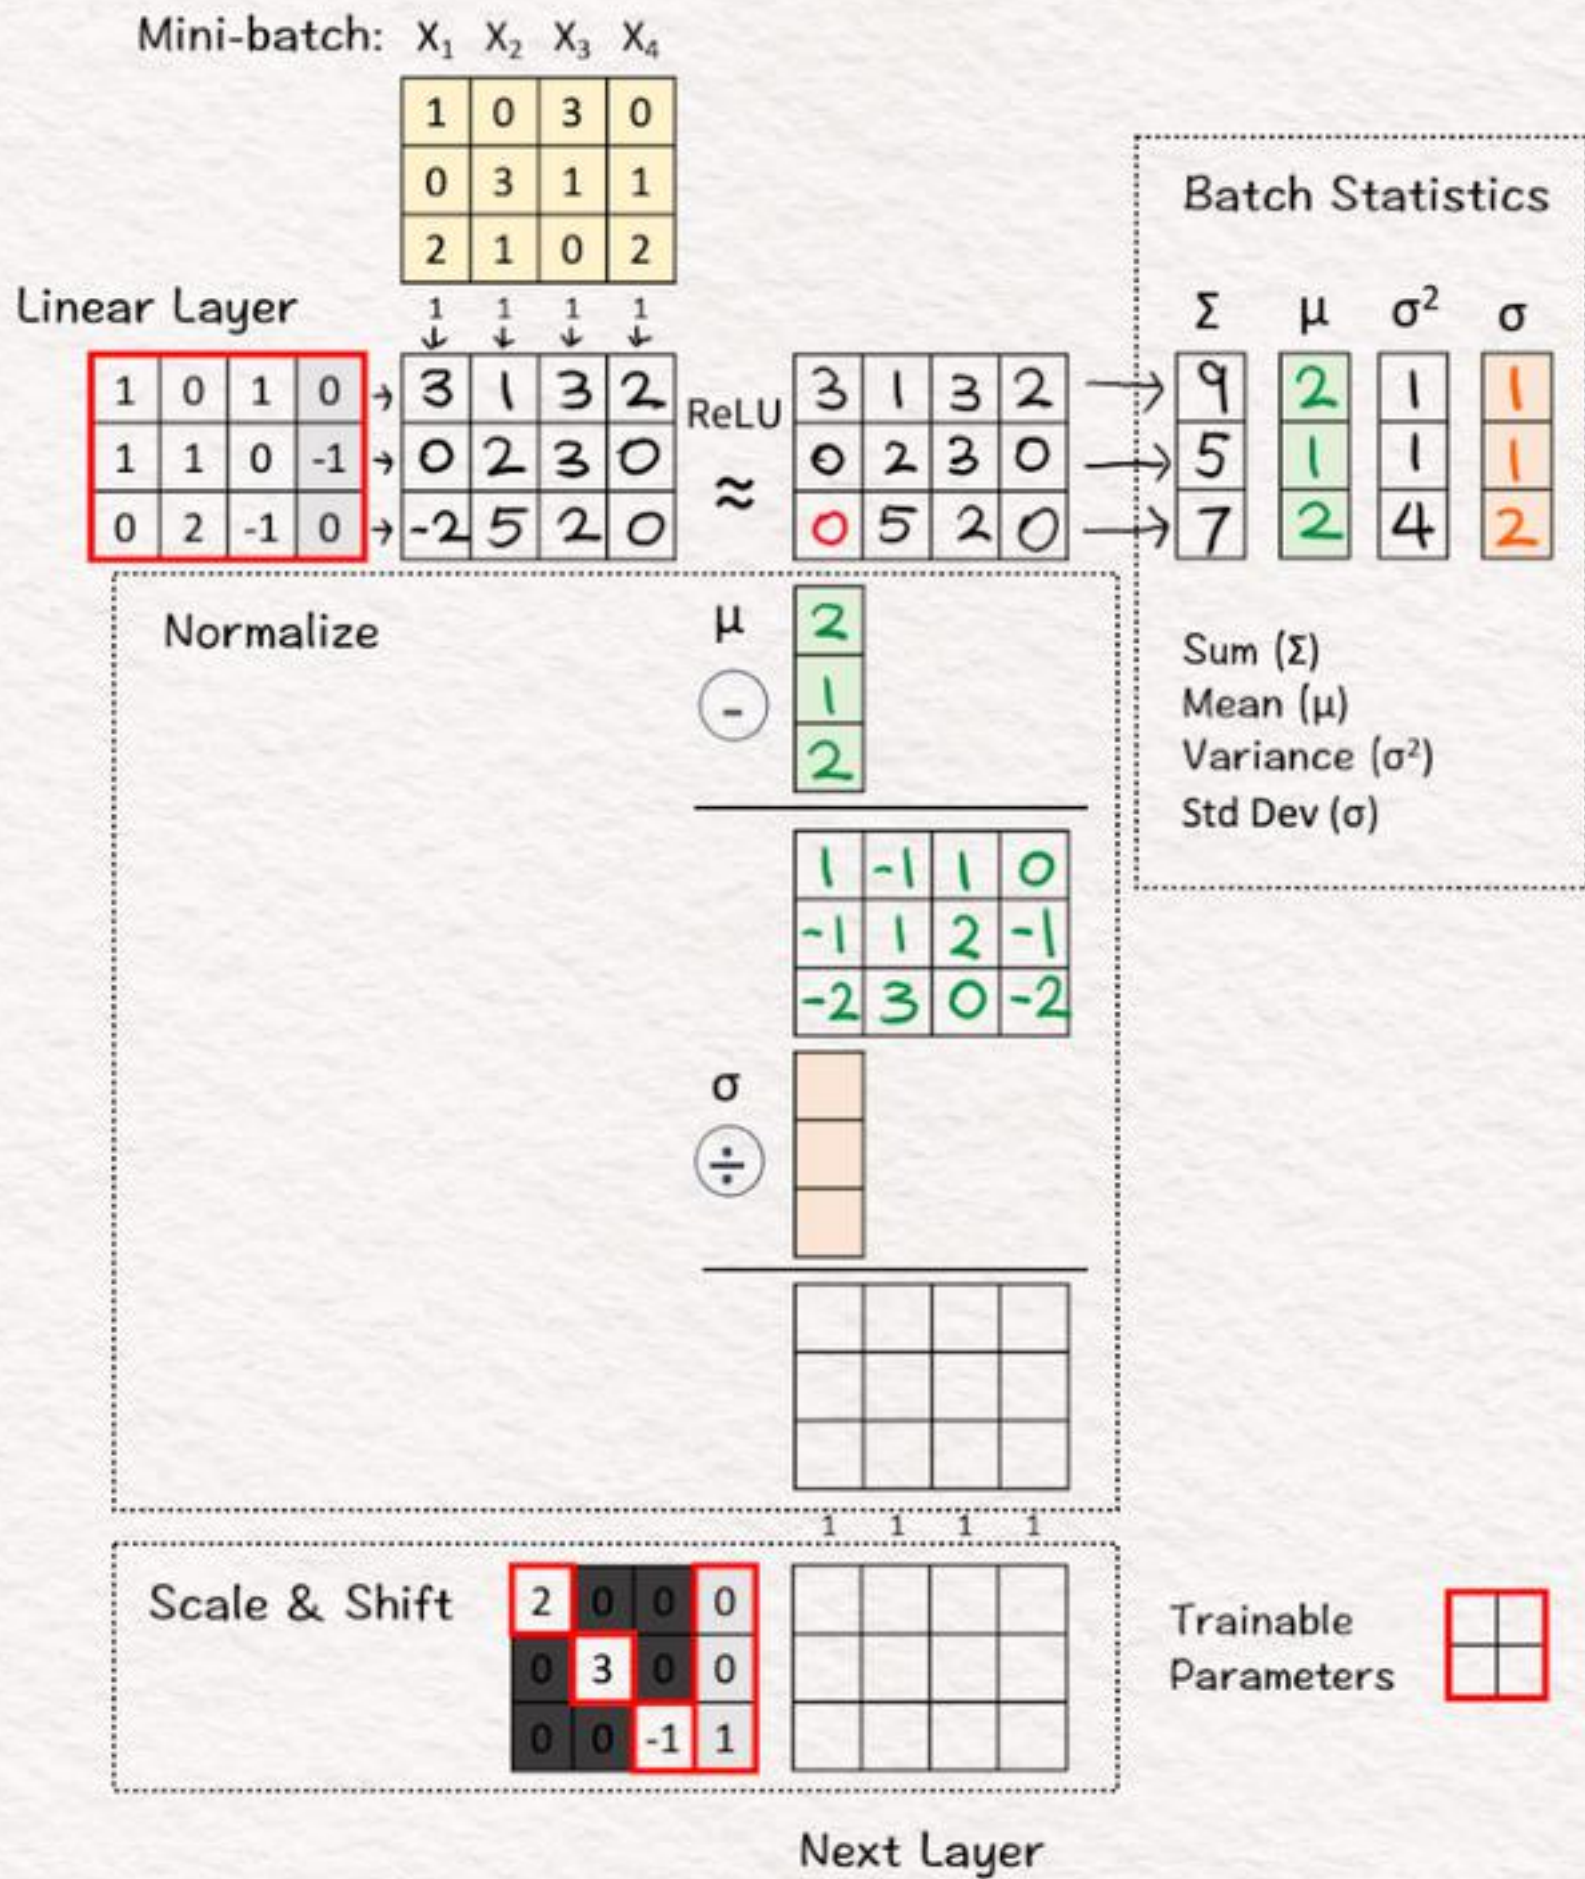 Mini-batch: X₁ X₂ X₃ X₄
1 0 3 0
0 3 1 1
2 1 0 2
Batch Statistics
Linear Layer
1 1 1 1
Σ μ σ² σ
1 0 1 0
3 1 3 2
ReLU
3 1 3 2
9 2 1 1
1 1 0 -1
0 2 3 0
0 2 3 0
5 1 1 1
≈
0 2 -1 0
-2 5 2 0
0 5 2 0
7 2 4 2
Normalize
μ
-
2
1
2
Sum (Σ)
Mean (μ)
Variance (σ²)
Std Dev (σ)
1 -1 1 0
-1 1 2 -1
-2 3 0 -2
σ
÷
1 1 1 1
Scale & Shift
2 0 0 0
0 3 0 0
0 0 -1 1
Trainable
Parameters
Next Layer